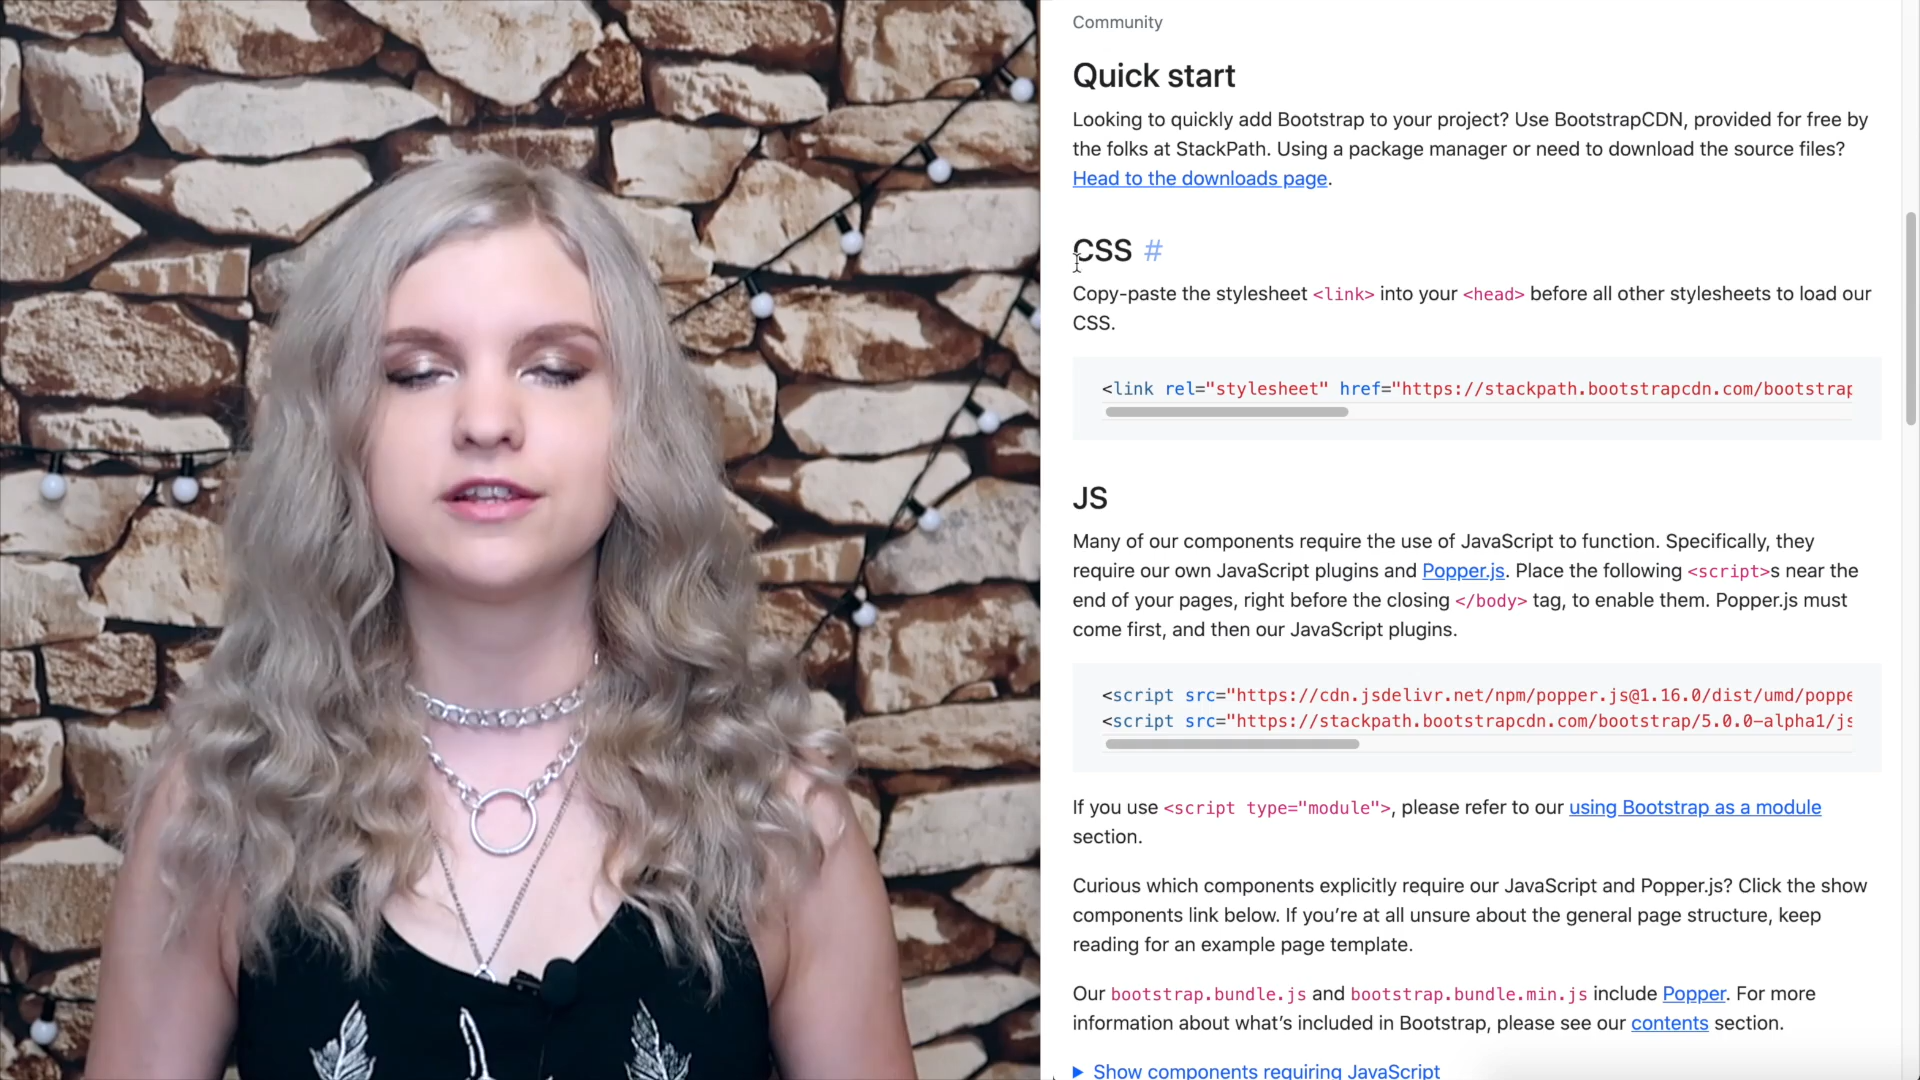 Community
Quick start
Looking to quickly add Bootstrap to your project? Use BootstrapCDN, provided for free by
the folks at StackPath. Using a package manager or need to download the source files?
Head to the downloads page.
CSS #
Copy-paste the stylesheet <link> into your <head> before all other stylesheets to load our
CSS.
<link rel="stylesheet" href="https://stackpath.bootstrapcdn.com/bootstrap
JS
Many of our components require the use of JavaScript to function. Specifically, they
require our own JavaScript plugins and Popper.js. Place the following <script>s near the
end of your pages, right before the closing </body> tag, to enable them. Popper.js must
come first, and then our JavaScript plugins.
<script src="https://cdn.jsdelivr.net/npm/popper.js@1.16.0/dist/umd/poppe
<script src="https://stackpath.bootstrapcdn.com/bootstrap/5.0.0-alpha1/js
If you use <script type="module">, please refer to our using Bootstrap as a module
section.
Curious which components explicitly require our JavaScript and Popper.js? Click the show
components link below. If you’re at all unsure about the general page structure, keep
reading for an example page template.
Our bootstrap.bundle.js and bootstrap.bundle.min.js include Popper. For more
information about what’s included in Bootstrap, please see our contents section.
Show components requiring JavaScript